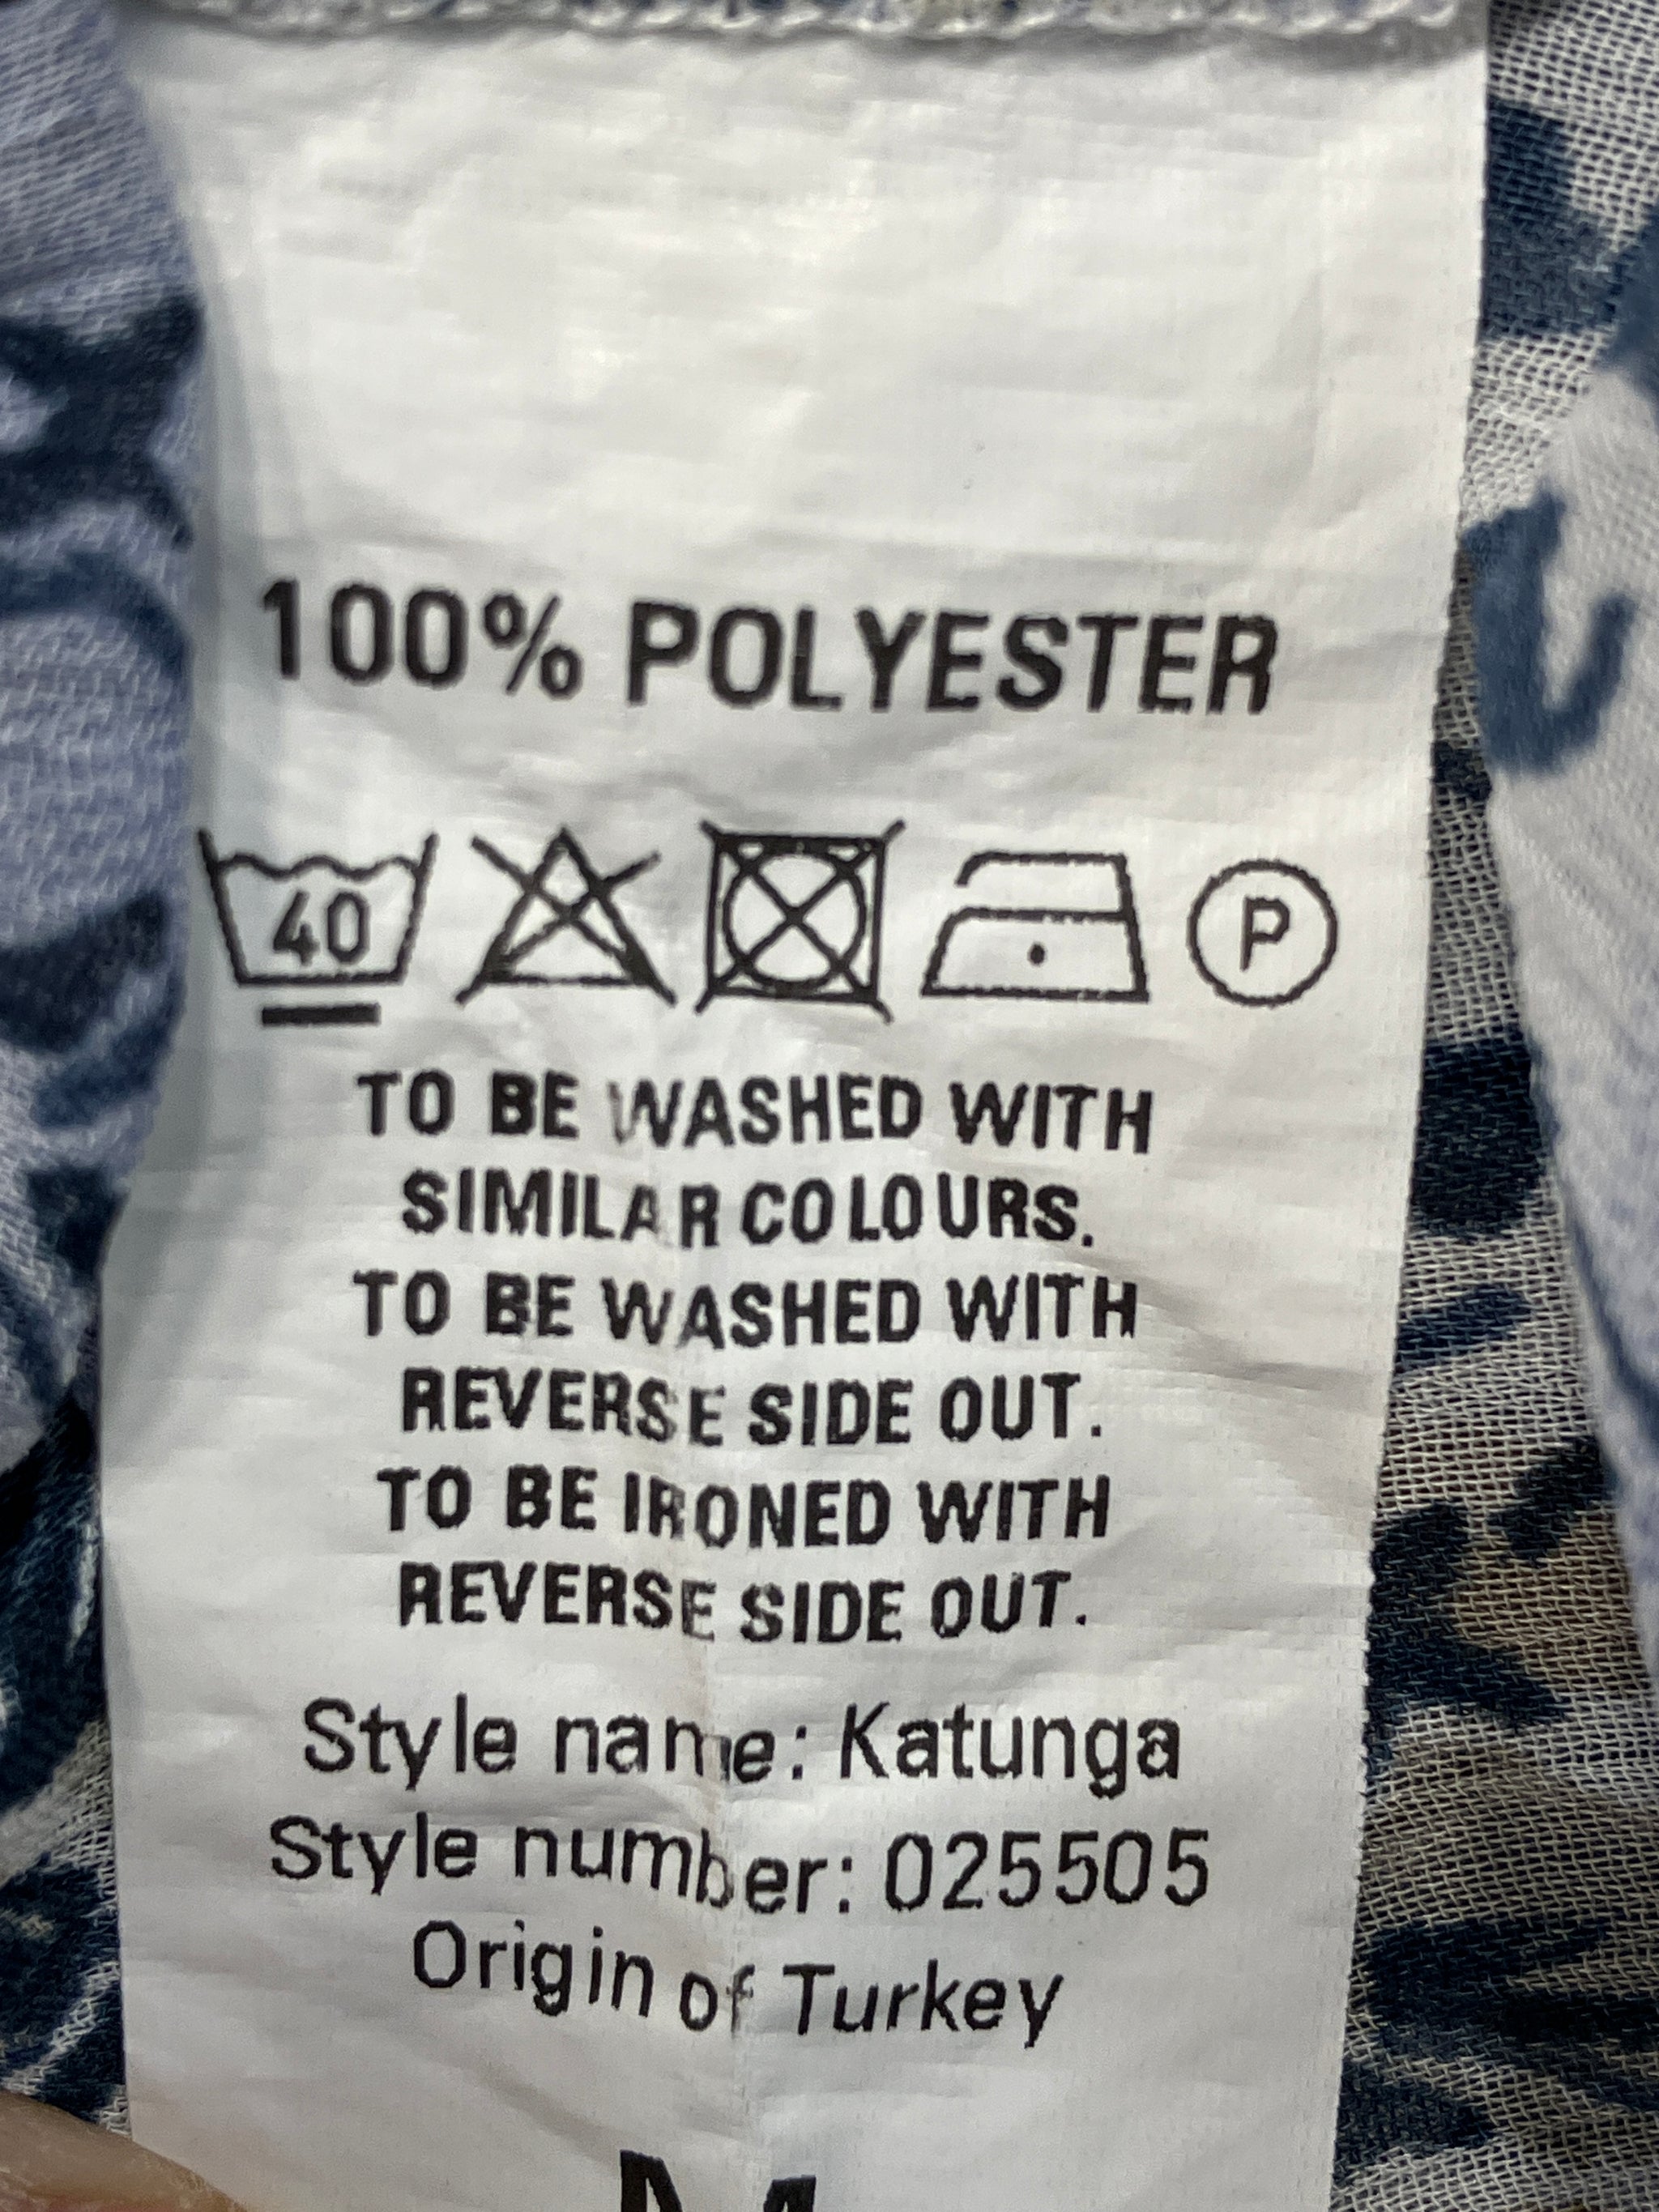 100% POLYESTER
40 P
TO BE WASHED WITH
SIMILAR COLOURS.
TO BE WASHED WITH
REVERSE SIDE OUT.
TO BE IRONED WITH
REVERSE SIDE OUT.
Style name: Katunga
Style number: 025505
Origin of Turkey
M